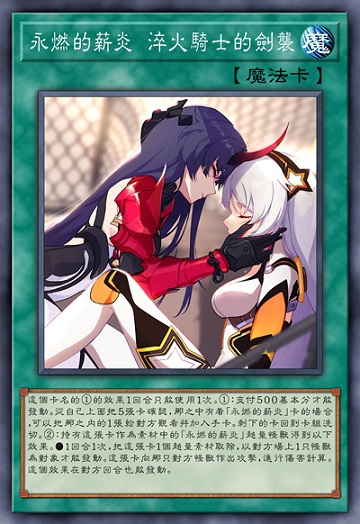 永燃的薪炎 淬火騎士的劍襲 魔
【魔法卡】
這個卡名的①的效果1回合只能使用1次。①:支付500基本分才能
發動。從自己上面把5張卡確認,那之中有着「永燃的薪炎」卡的場合,
可以把那之內的1張給對方觀看并加入手卡。剩下的卡回到卡組洗
切。②:持有這張卡作為素材中的「永燃的薪炎」超量怪獸得到以下
效果。●1回合1次,把這張卡1個超量素材取除,以對方場上1隻怪獸
為對象才能發動。這張卡向那只對方怪獸作出攻擊,進行傷害計算。
這個效果在對方回合也能發動。